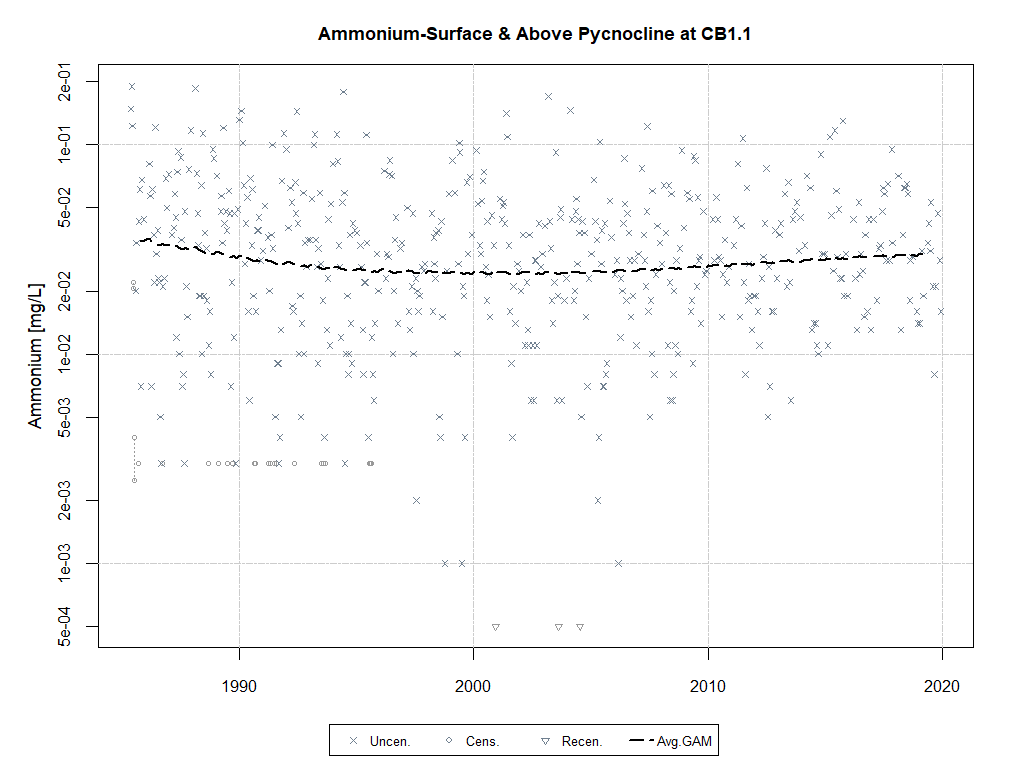 Ammonium-Surface & Above Pycnocline at CB1.1
Ammonium [mg/L]
2e-01
1e-01
5e-02
2e-02
1e-02
5e-03
2e-03
1e-03
5e-04
1990 2000 2010 2020
Uncen. Cens. Recen. Avg.GAM